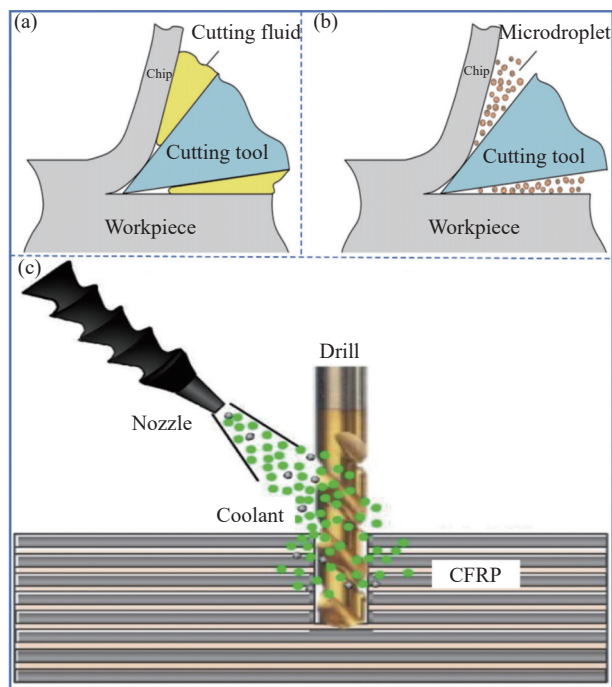 (a)
Cutting fluid
Chip
Cutting tool
Workpiece
(b)
Microdroplet
Chip
Cutting tool
Workpiece
(c)
Drill
Nozzle
Coolant
CFRP